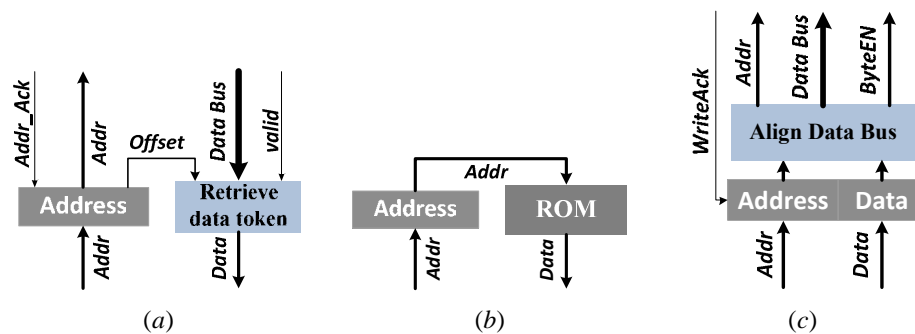 Addr_Ack
Addr
Offset
Data Bus
valid
Address
Retrieve
data token
Addr
Data
(a)
Addr
Address
ROM
Addr
Data
(b)
WriteAck
Addr
Data Bus
ByteEN
Align Data Bus
Address
Data
Addr
Data
(c)